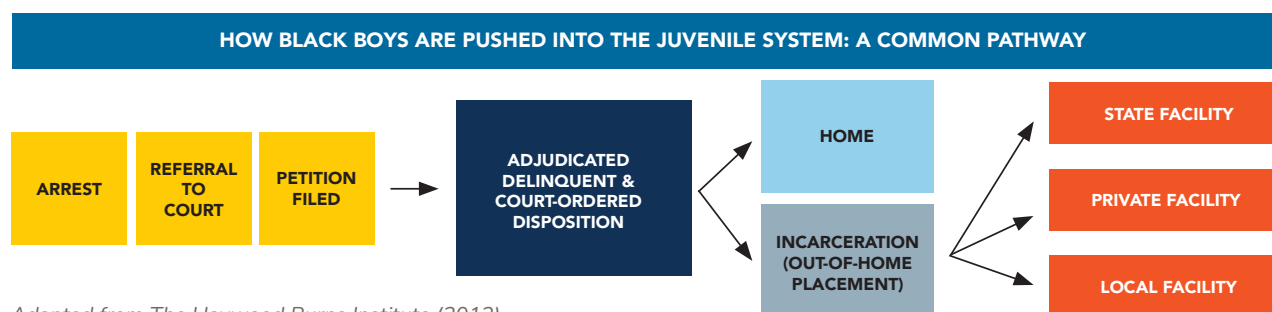 HOW BLACK BOYS ARE PUSHED INTO THE JUVENILE SYSTEM: A COMMON PATHWAY
ARREST
REFERRAL
TO
COURT
PETITION
FILED
ADJUDICATED
DELINQUENT &
COURT-ORDERED
DISPOSITION
HOME
INCARCERATION
(OUT-OF-HOME
PLACEMENT)
STATE FACILITY
PRIVATE FACILITY
LOCAL FACILITY
Adapted from The Haywood Burns Institute (2012)